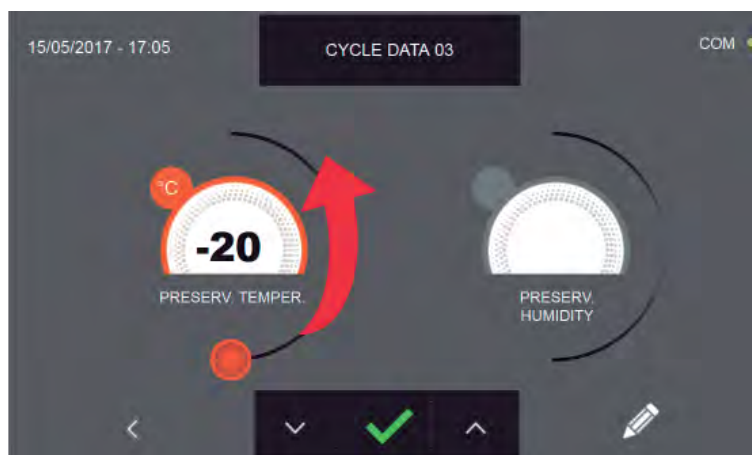 15/05/2017 - 17:05
CYCLE DATA 03
COM
°C
-20
PRESERV. TEMPER.
PRESERV.
HUMIDITY